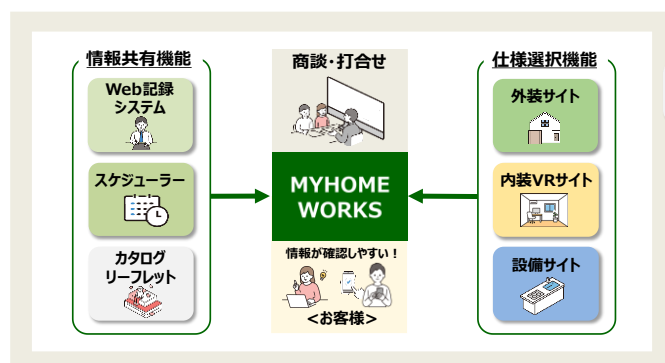 情報共有機能
Web記録
システム
スケジューラー
カタログ
リーフレット
商談・打合せ
MYHOME
WORKS
情報が確認しやすい！
<お客様>
仕様選択機能
外装サイト
内装VRサイト
設備サイト